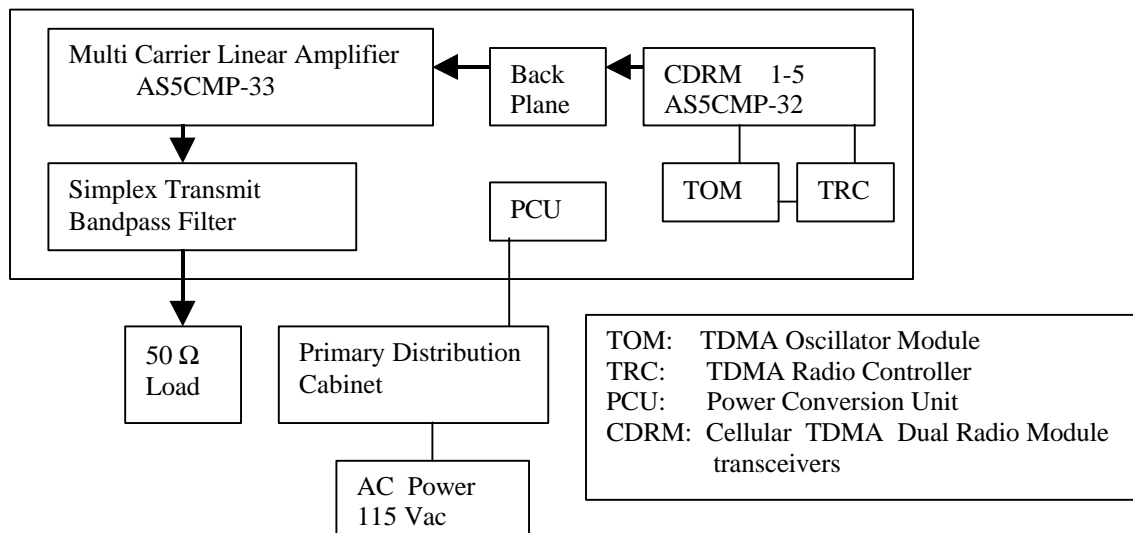 Multi Carrier Linear Amplifier
AS5CMP-33
Back
Plane
CDRM 1-5
AS5CMP-32
Simplex Transmit
Bandpass Filter
PCU
TOM
TRC
50 Ω
Load
Primary Distribution
Cabinet
AC Power
115 Vac
TOM: TDMA Oscillator Module
TRC: TDMA Radio Controller
PCU: Power Conversion Unit
CDRM: Cellular TDMA Dual Radio Module
transceivers